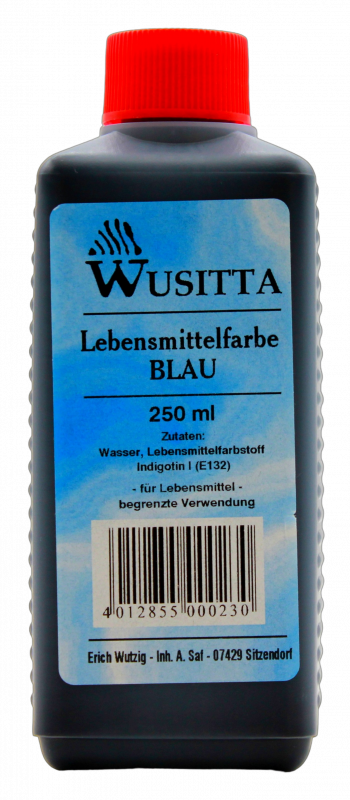 WUSITTA
Lebensmittelfarbe
BLAU
250 ml
Zutaten:
Wasser, Lebensmittelfarbstoff
Indigotin I (E132)
- für Lebensmittel -
begrenzte Verwendung
4 012855 000230
Erich Wutzig - Inh. A. Saf - 07429 Sitzendorf